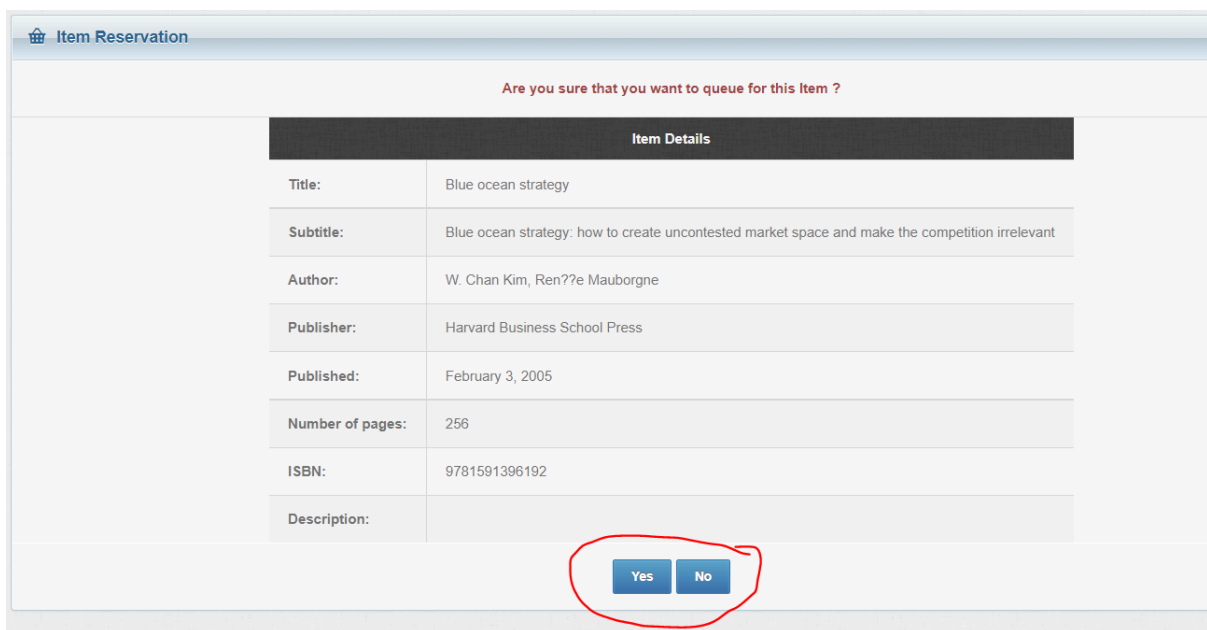 Item Reservation
Are you sure that you want to queue for this Item ?
Item Details
Title: Blue ocean strategy
Subtitle: Blue ocean strategy: how to create uncontested market space and make the competition irrelevant
Author: W. Chan Kim, Ren??e Mauborgne
Publisher: Harvard Business School Press
Published: February 3, 2005
Number of pages: 256
ISBN: 9781591396192
Description:
Yes No